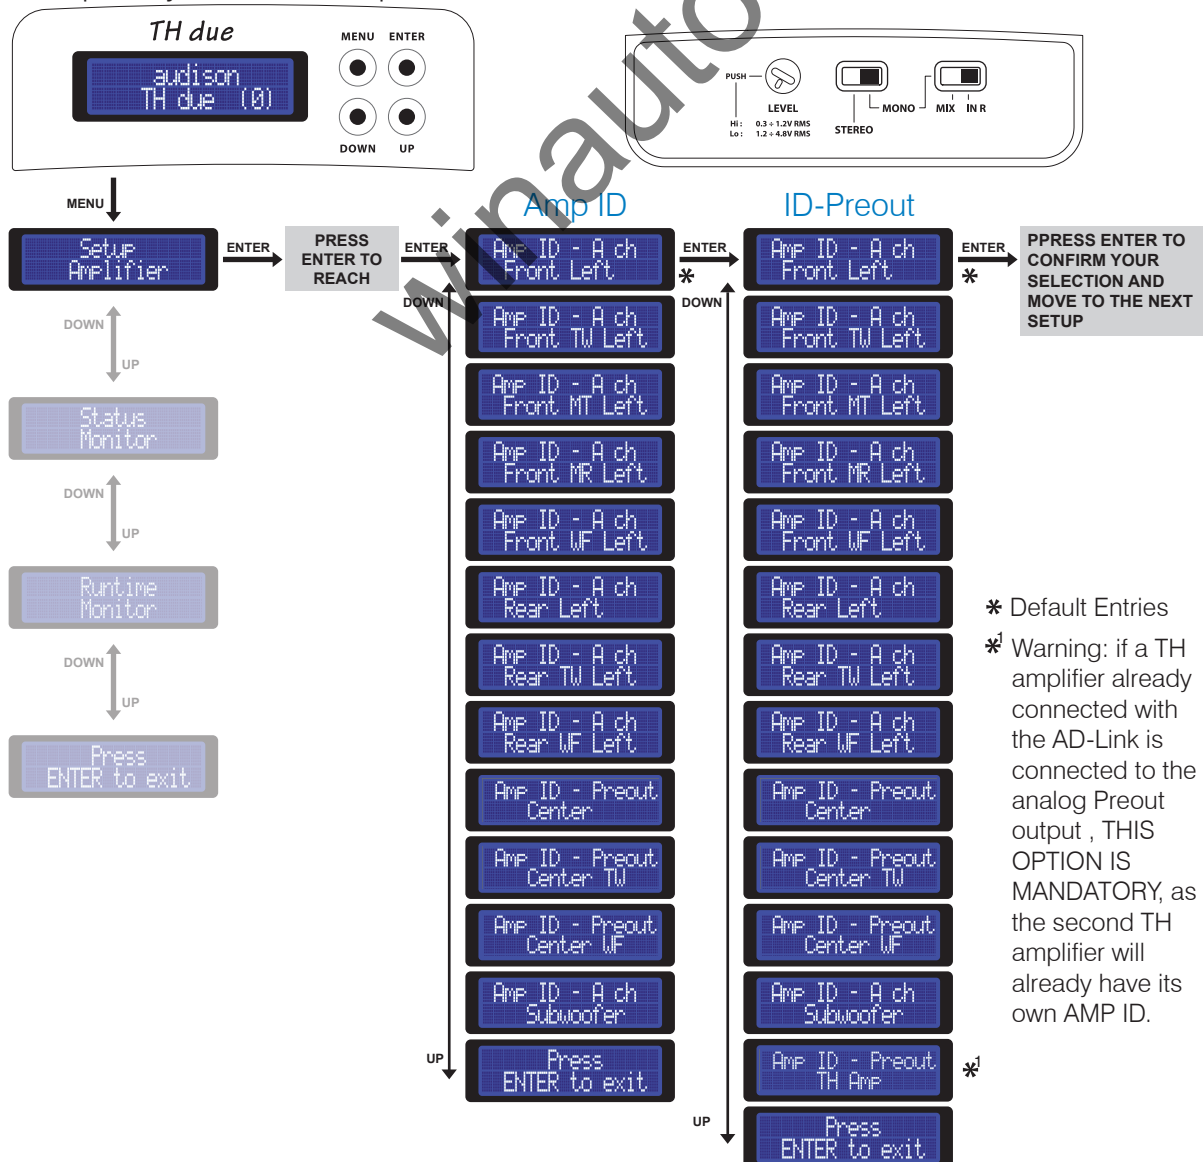 TH due
MENU ENTER
audison
TH due (0)
DOWN UP
PUSH
LEVEL
Hi : 0.3 ÷ 1.2V RMS
Lo : 1.2 ÷ 4.8V RMS
STEREO
MONO
MIX IN R
winauto
MENU
Amp ID
ID-Preout
Setup
Amplifier
ENTER
PRESS
ENTER TO
REACH
ENTER
DOWN
Amp ID - A ch
Front Left
ENTER
*
DOWN
Amp ID - A ch
Front Left
ENTER
*
PPRESS ENTER TO
CONFIRM YOUR
SELECTION AND
MOVE TO THE NEXT
SETUP
DOWN
UP
Status
Monitor
DOWN
UP
Runtime
Monitor
DOWN
UP
Press
ENTER to exit
Amp ID - A ch
Front TW Left
Amp ID - A ch
Front MT Left
Amp ID - A ch
Front MR Left
Amp ID - A ch
Front WF Left
Amp ID - A ch
Rear Left
Amp ID - A ch
Rear TW Left
Amp ID - A ch
Rear WF Left
Amp ID - Preout
Center
Amp ID - Preout
Center TW
Amp ID - Preout
Center WF
Amp ID - A ch
Subwoofer
UP
Press
ENTER to exit
Amp ID - A ch
Front TW Left
Amp ID - A ch
Front MT Left
Amp ID - A ch
Front MR Left
Amp ID - A ch
Front WF Left
Amp ID - A ch
Rear Left
Amp ID - A ch
Rear TW Left
Amp ID - A ch
Rear WF Left
Amp ID - Preout
Center
Amp ID - Preout
Center TW
Amp ID - Preout
Center WF
Amp ID - A ch
Subwoofer
Amp ID - Preout
TH Amp
*1
UP
Press
ENTER to exit
* Default Entries
*1 Warning: if a TH
amplifier already
connected with
the AD-Link is
connected to the
analog Preout
output , THIS
OPTION IS
MANDATORY, as
the second TH
amplifier will
already have its
own AMP ID.